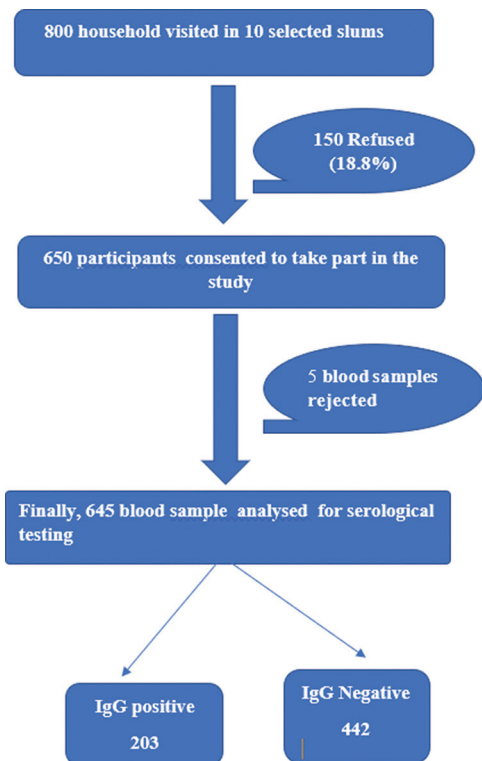 800 household visited in 10 selected slums
150 Refused
(18.8%)
650 participants consented to take part in the
study
5 blood samples
rejected
Finally, 645 blood sample analysed for serological
testing
IgG positive
203
IgG Negative
442